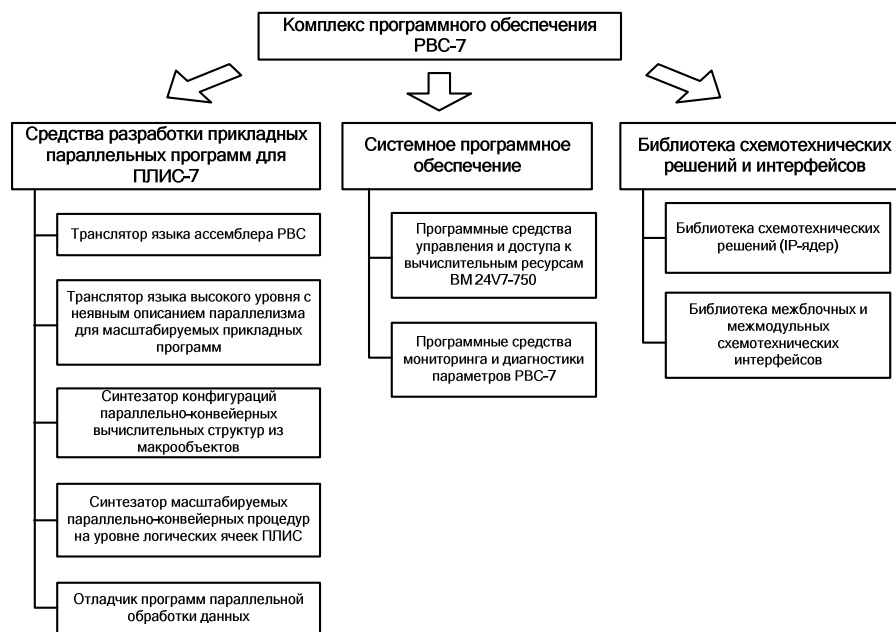 Комплекс программного обеспечения
РВС-7
Средства разработки прикладных
параллельных программ для
ПЛИС-7
Транслятор языка ассемблера РВС
Транслятор языка высокого уровня с
неявным описанием параллелизма
для масштабируемых прикладных
программ
Синтезатор конфигураций
параллельно-конвейерных
вычислительных структур из
макрообъектов
Синтезатор масштабируемых
параллельно-конвейерных процедур
на уровне логических ячеек ПЛИС
Отладчик программ параллельной
обработки данных
Системное программное
обеспечение
Программные средства
управления и доступа к
вычислительным ресурсам
ВМ 24V7-750
Программные средства
мониторинга и диагностики
параметров РВС-7
Библиотека схемотехнических
решений и интерфейсов
Библиотека схемотехнических
решений (IP-ядер)
Библиотека межблочных и
межмодульных
схемотехнических
интерфейсов